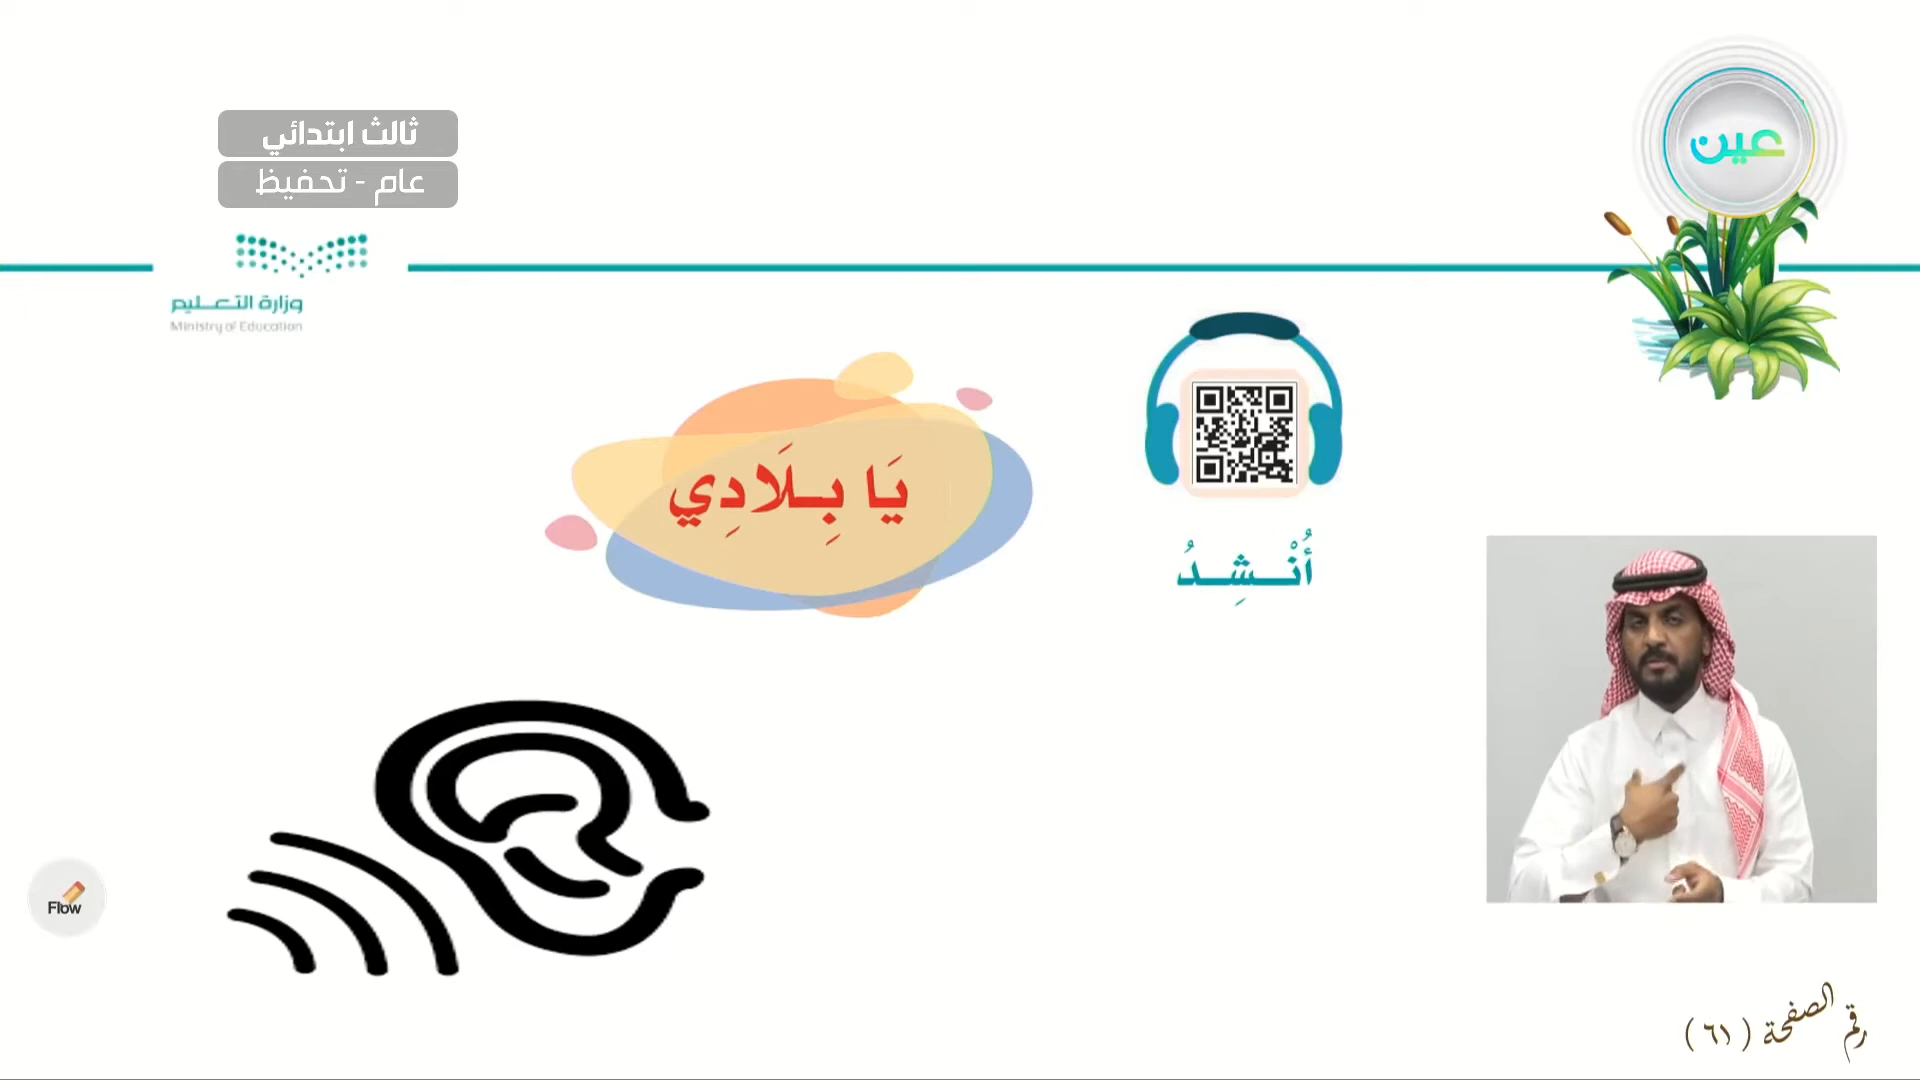 عين
ثالث ابتدائي
عام - تحفيظ
وزارة التعليم
Ministry of Education
يَا بِلَادِي
أُنْشِدُ
Flow
رقم الصفحة (٦١)